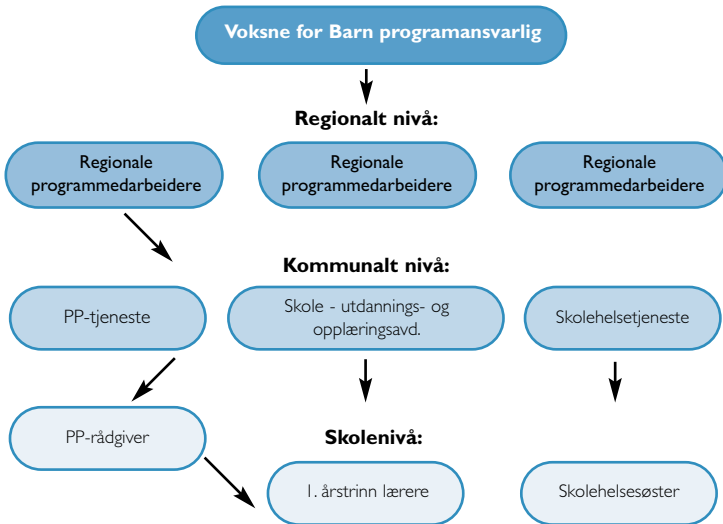 Voksne for Barn programansvarlig
Regionalt nivå:
Regionale
programmedarbeidere
Regionale
programmedarbeidere
Regionale
programmedarbeidere
Kommunalt nivå:
PP-tjeneste
Skole - utdannings- og
opplæringsavd.
Skolehelsetjeneste
PP-rådgiver
Skolenivå:
1. årstrinn lærere
Skolehelsesøster